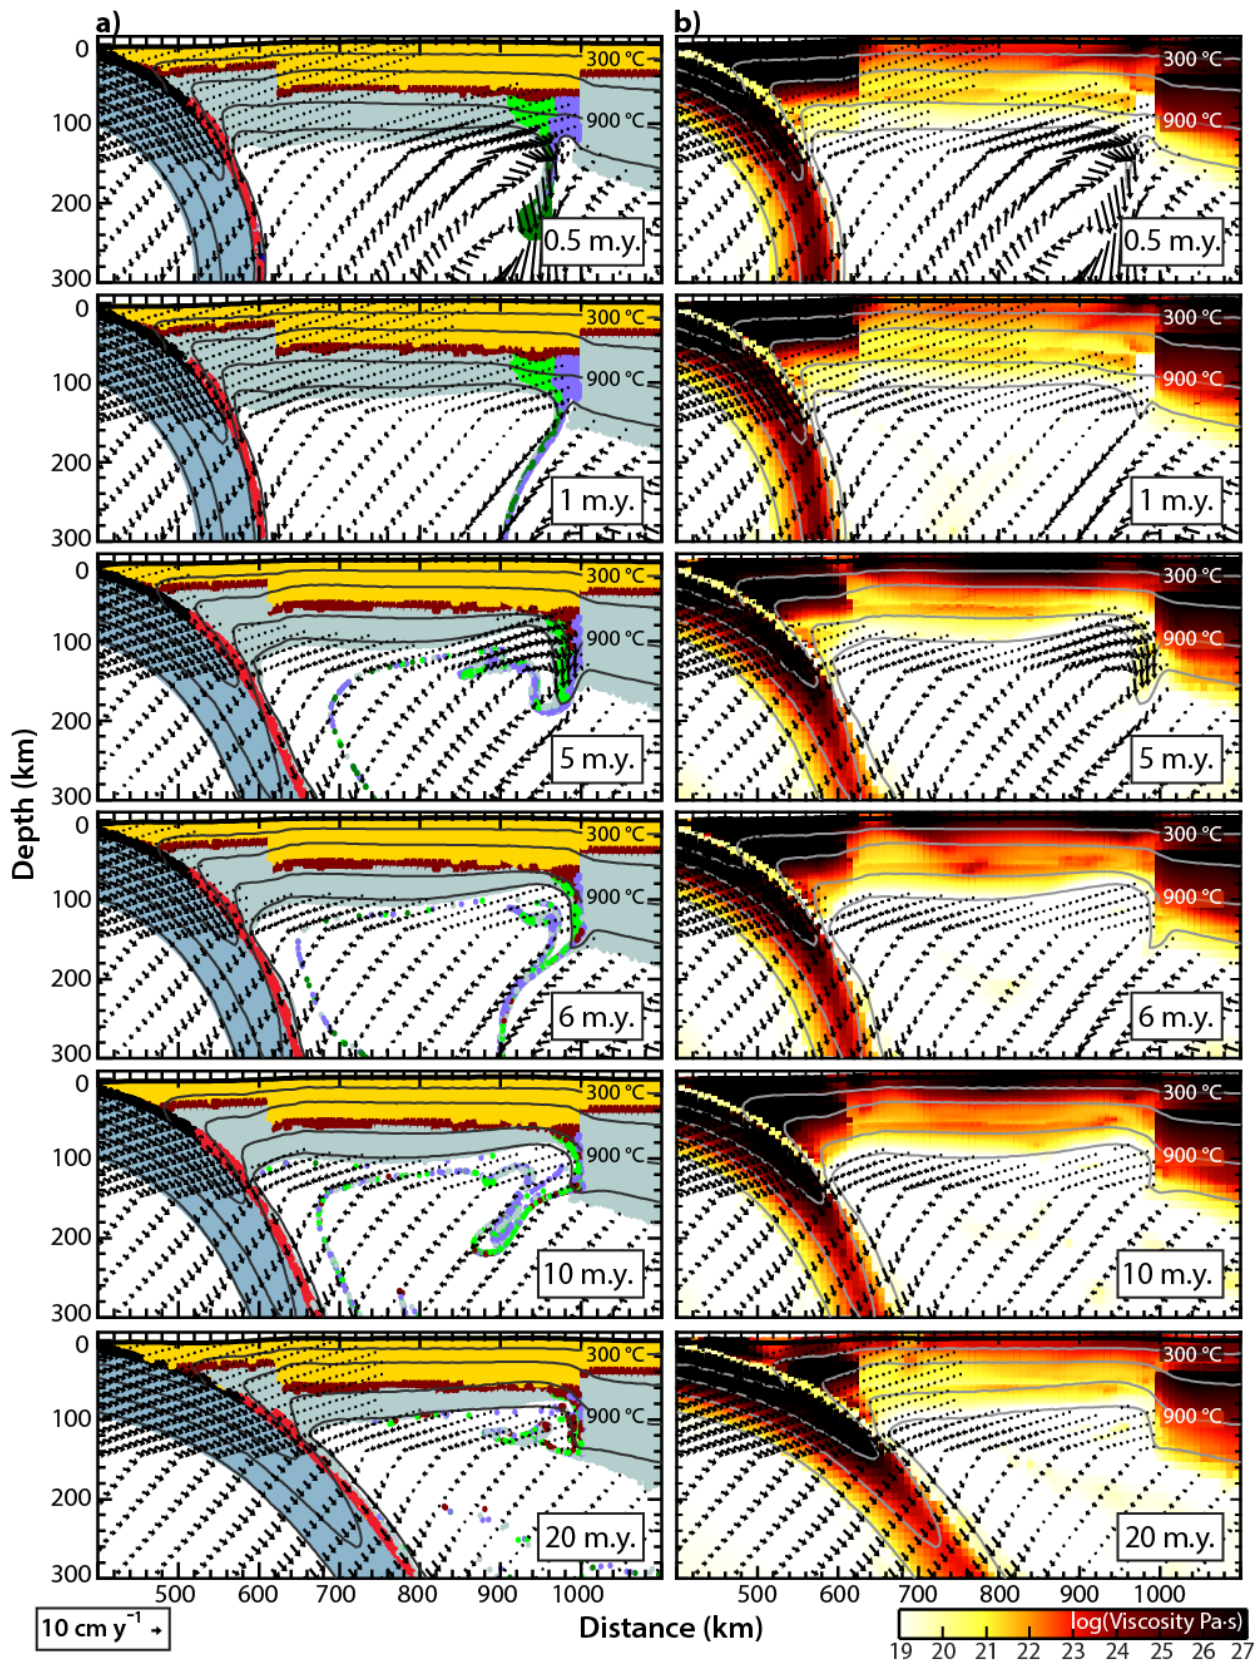 a) b)
0 300 °C 300 °C
100 900 °C 900 °C
200
0.5 m.y. 0.5 m.y.
300
0 300 °C 300 °C
100 900 °C 900 °C
200
1 m.y. 1 m.y.
300
0 300 °C 300 °C
100 900 °C 900 °C
200
5 m.y. 5 m.y.
300
Depth (km)
0 300 °C 300 °C
100 900 °C 900 °C
200
6 m.y. 6 m.y.
300
0 300 °C 300 °C
100 900 °C 900 °C
200
10 m.y. 10 m.y.
300
0 300 °C 300 °C
100 900 °C 900 °C
200
20 m.y. 20 m.y.
300
500 600 700 800 900 1000 500 600 700 800 900 1000
10 cm y⁻¹ Distance (km) log(Viscosity Pa·s)
19 20 21 22 23 24 25 26 27